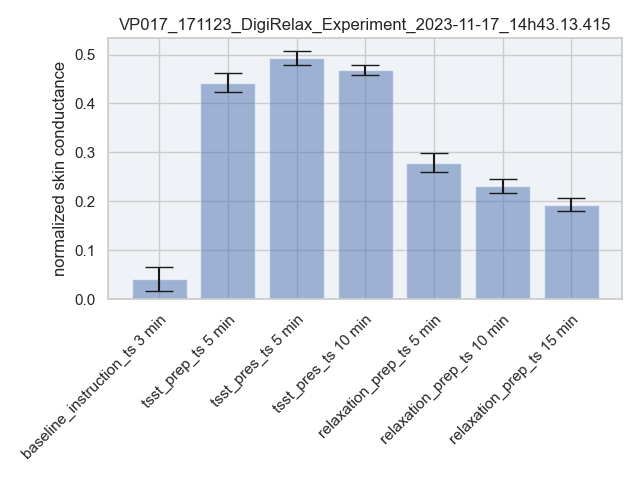 VP017_171123_DigiRelax_Experiment_2023-11-17_14h43.13.415
normalized skin conductance
0.5
0.4
0.3
0.2
0.1
0.0
baseline_instruction_ts 3 min
tsst_prep_ts 5 min
tsst_pres_ts 5 min
tsst_pres_ts 10 min
relaxation_prep_ts 5 min
relaxation_prep_ts 10 min
relaxation_prep_ts 15 min